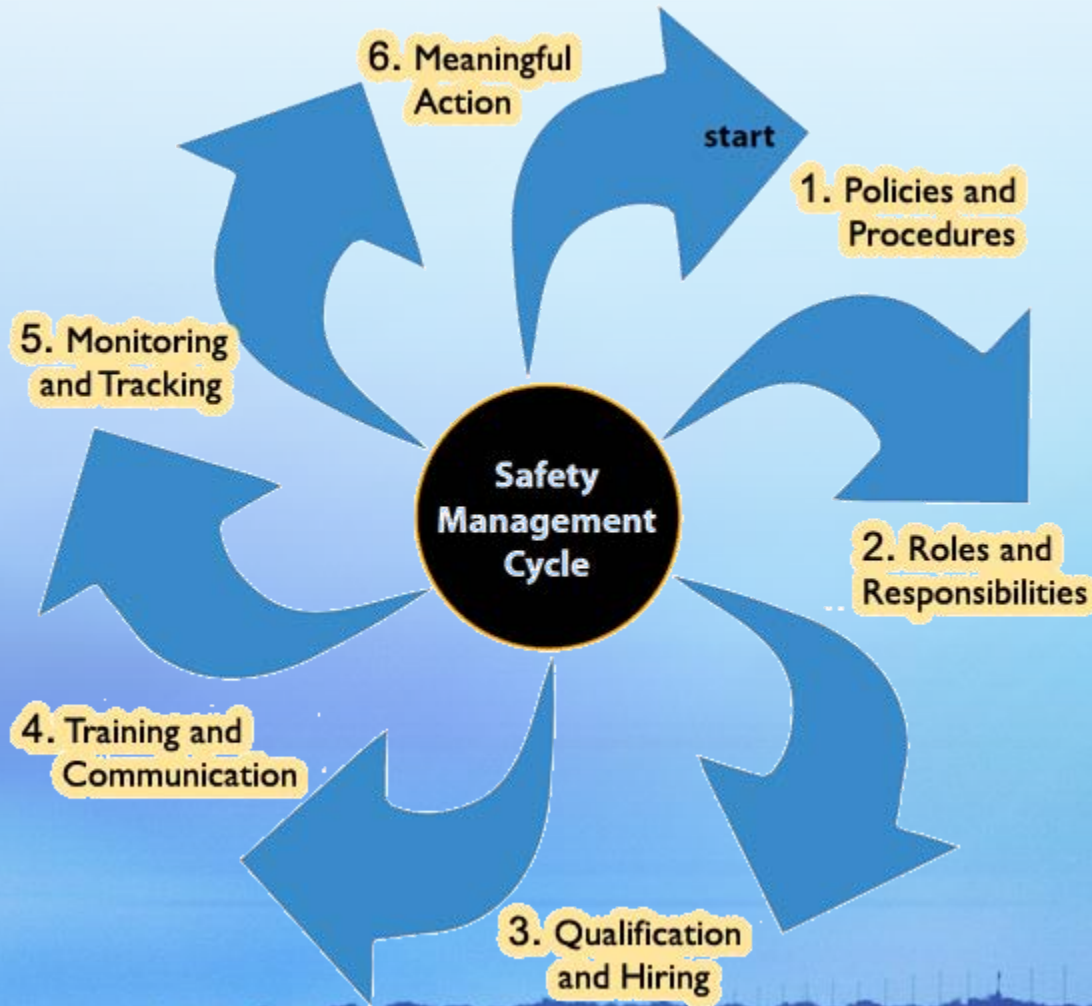 start
1. Policies and
Procedures
2. Roles and
Responsibilities
3. Qualification
and Hiring
4. Training and
Communication
5. Monitoring
and Tracking
6. Meaningful
Action
Safety
Management
Cycle